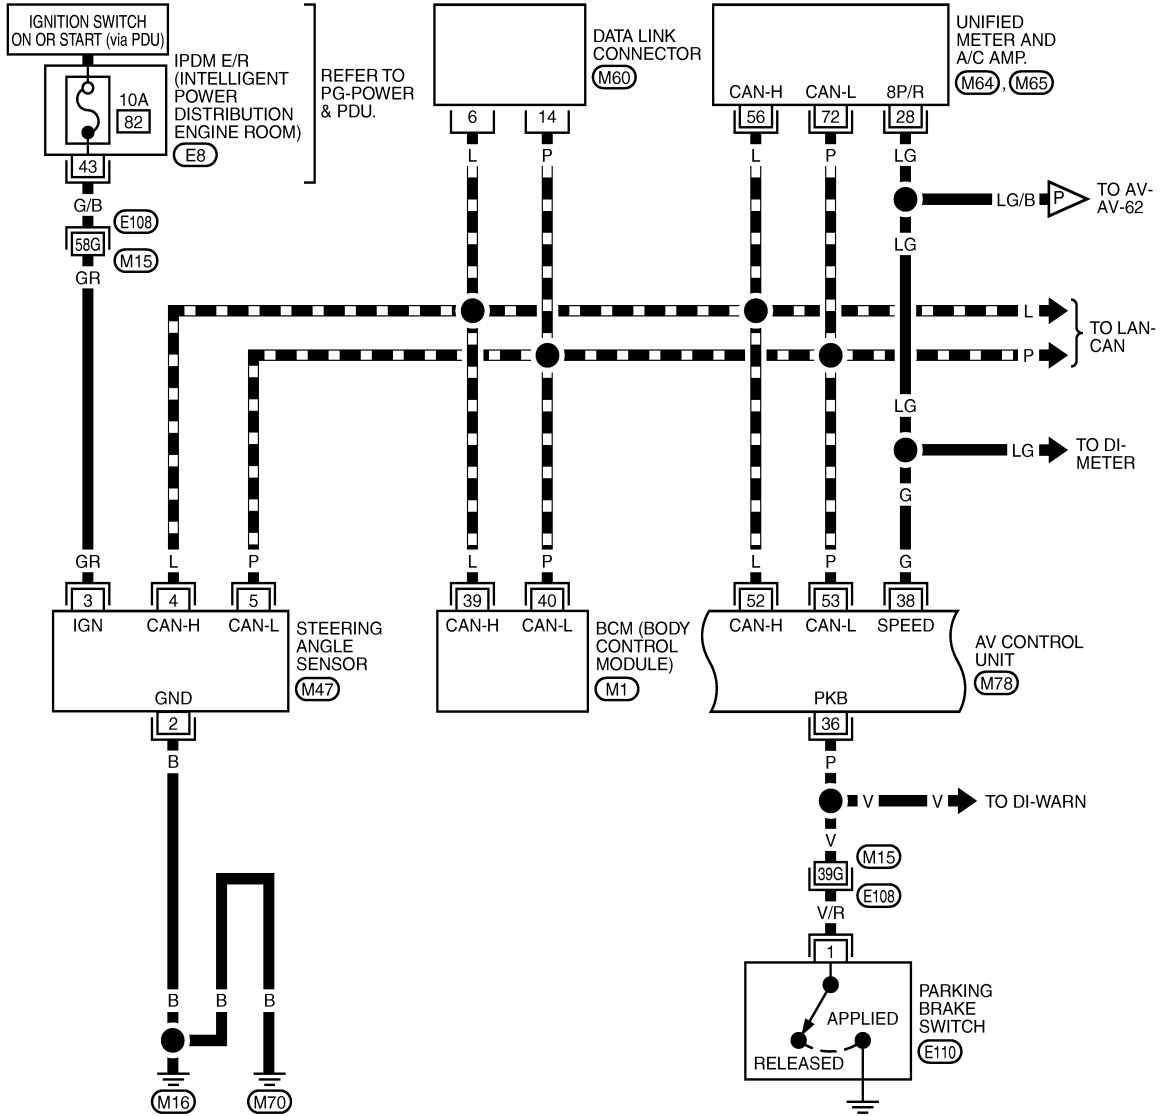 IGNITION SWITCH
ON OR START (via PDU)
10A
82
IPDM E/R
(INTELLIGENT
POWER
DISTRIBUTION
ENGINE ROOM)
E8
REFER TO
PG-POWER
& PDU.
43
G/B
E108
58G
M15
GR
DATA LINK
CONNECTOR
M60
6
14
L
P
UNIFIED
METER AND
A/C AMP.
M64 , M65
CAN-H
CAN-L
8P/R
56
72
28
L
P
LG
LG/B
P
TO AV-
AV-62
LG
L
P
TO LAN-
CAN
LG
LG
TO DI-
METER
G
GR
L
P
L
P
L
P
G
3
4
5
IGN
CAN-H
CAN-L
STEERING
ANGLE
SENSOR
M47
GND
2
39
40
CAN-H
CAN-L
BCM (BODY
CONTROL
MODULE)
M1
52
53
38
CAN-H
CAN-L
SPEED
AV CONTROL
UNIT
M78
PKB
36
B
P
V
V
TO DI-WARN
V
M15
39G
E108
V/R
1
APPLIED
RELEASED
PARKING
BRAKE
SWITCH
E110
B
B
B
M16
M70